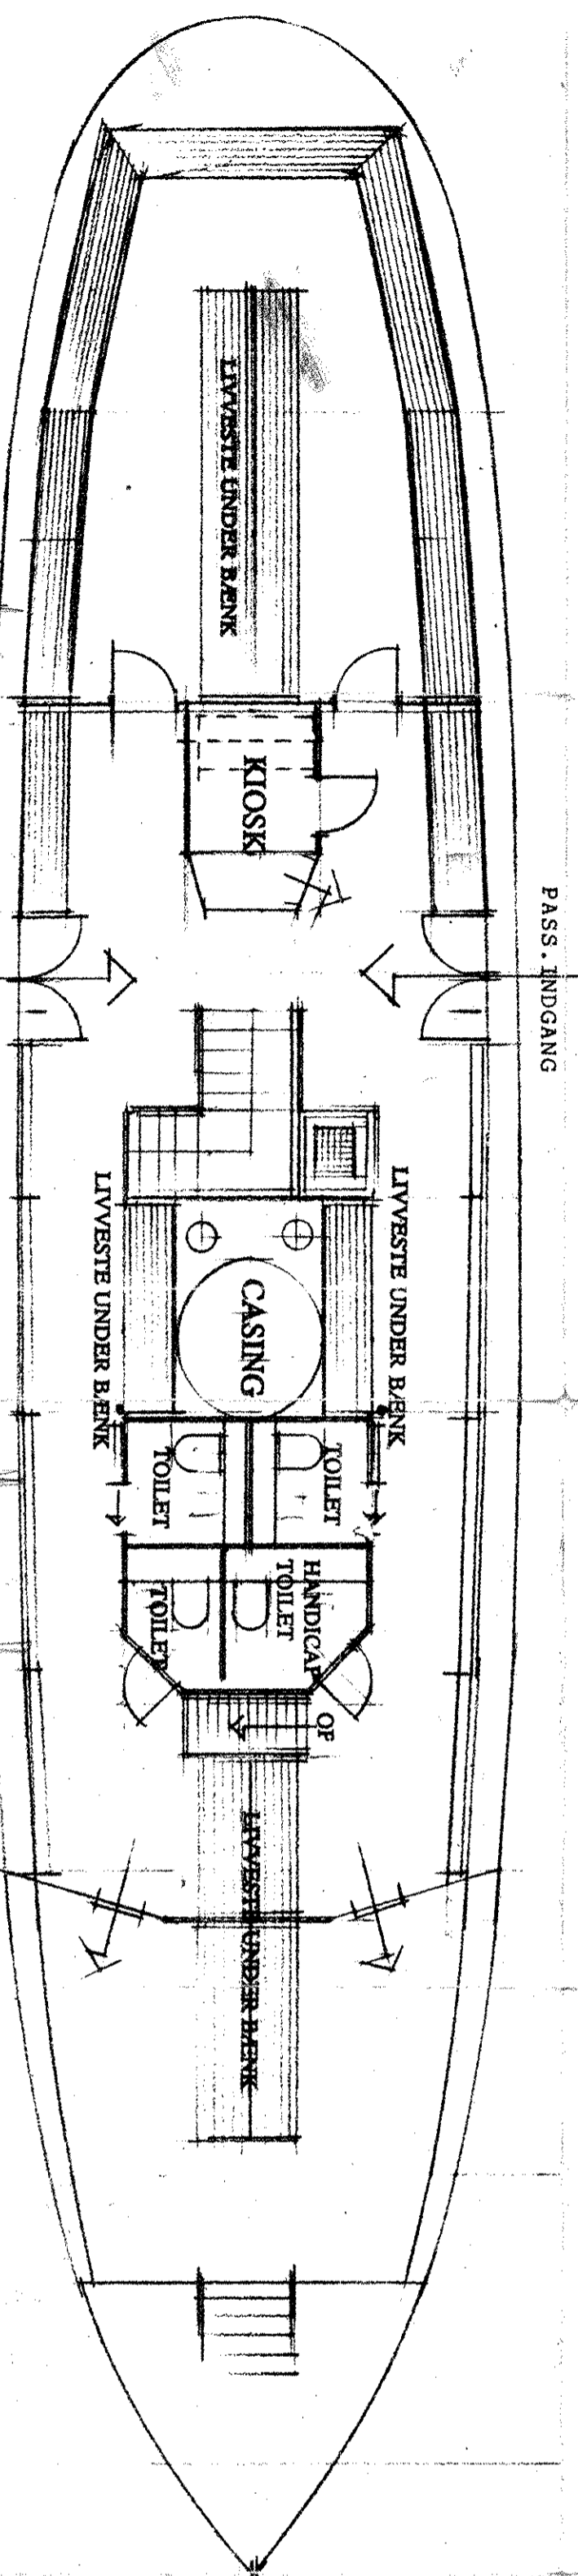 LIVVESTE UNDER BÆNK
KIOSK
PASS.INDGANG
LIVVESTE UNDER BÆNK
LIVVESTE UNDER BÆNK
CASING
TOILET
TOILET
HANDICAP
TOILET
TOILET
OP
LIVVESTE UNDER BÆNK